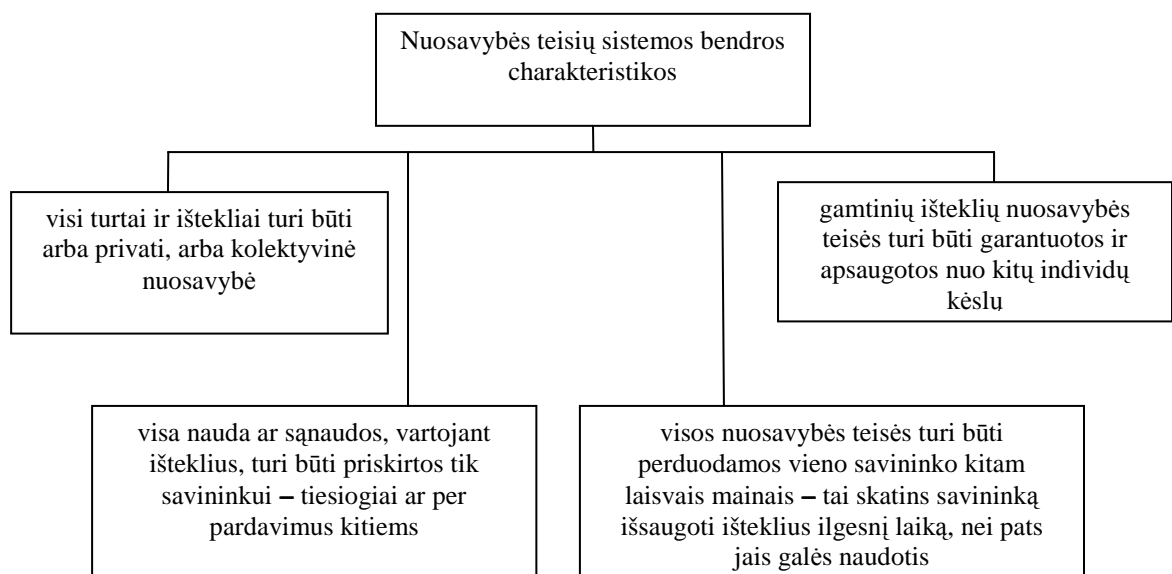 Nuosavybės teisių sistemos bendros
charakteristikos
visi turtai ir ištekliai turi būti
arba privati, arba kolektyvinė
nuosavybė
gamtinių išteklių nuosavybės
teisės turi būti garantuotos ir
apsaugotos nuo kitų individų
kėslų
visa nauda ar sąnaudos, vartojant
išteklius, turi būti priskirtos tik
savininkui – tiesiogiai ar per
pardavimus kitiems
visos nuosavybės teisės turi būti
perduodamos vieno savininko kitam
laisvais mainais – tai skatins savininką
išsaugoti išteklius ilgesnį laiką, nei pats
jais galės naudotis